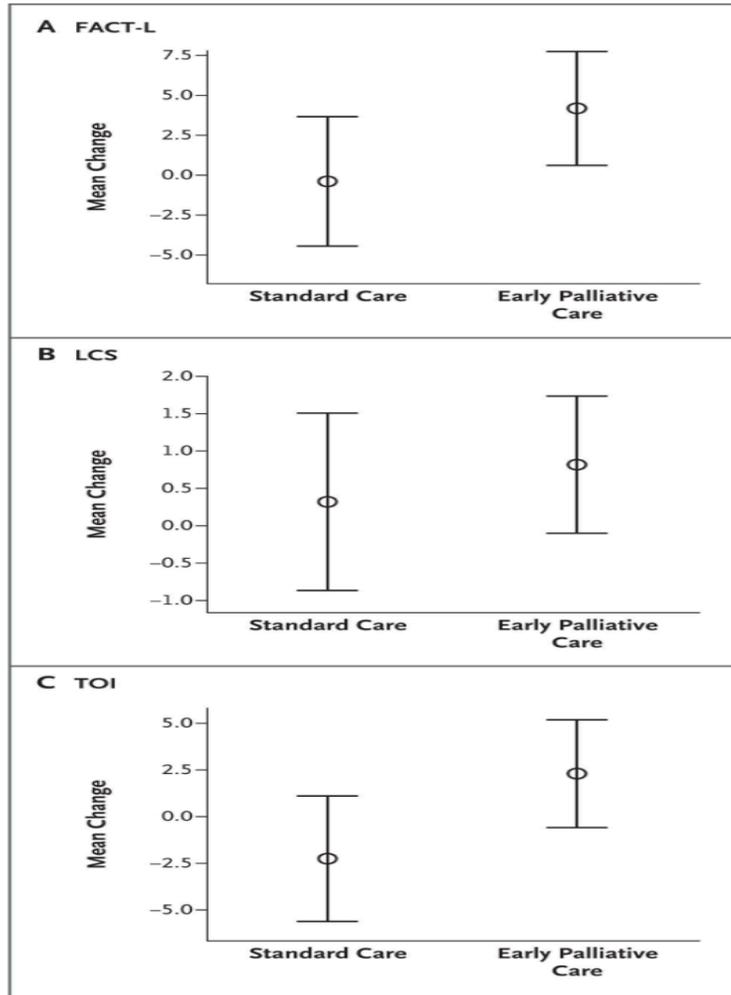 A FACT-L
7.5
5.0
2.5
0.0
−2.5
−5.0
Mean Change
Standard Care
Early Palliative
Care
B LCS
2.0
1.5
1.0
0.5
0.0
−0.5
−1.0
Mean Change
Standard Care
Early Palliative
Care
C TOI
5.0
2.5
0.0
−2.5
−5.0
Mean Change
Standard Care
Early Palliative
Care